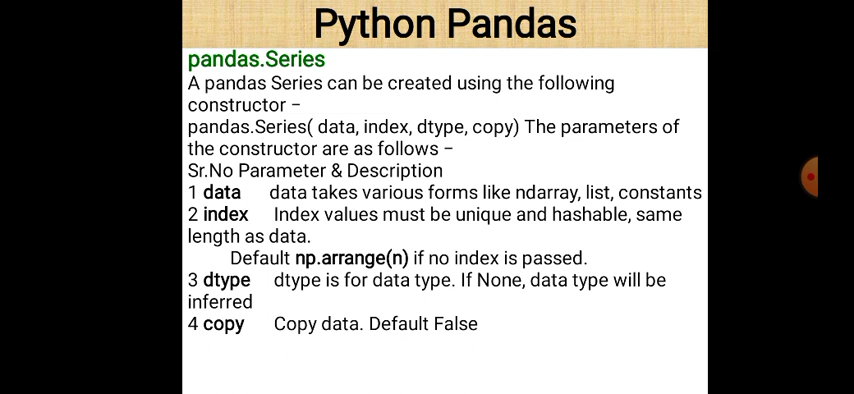 Python Pandas
pandas.Series
A pandas Series can be created using the following
constructor −
pandas.Series( data, index, dtype, copy) The parameters of
the constructor are as follows −
Sr.No Parameter & Description
1 data data takes various forms like ndarray, list, constants
2 index Index values must be unique and hashable, same
length as data.
Default np.arrange(n) if no index is passed.
3 dtype dtype is for data type. If None, data type will be
inferred
4 copy Copy data. Default False